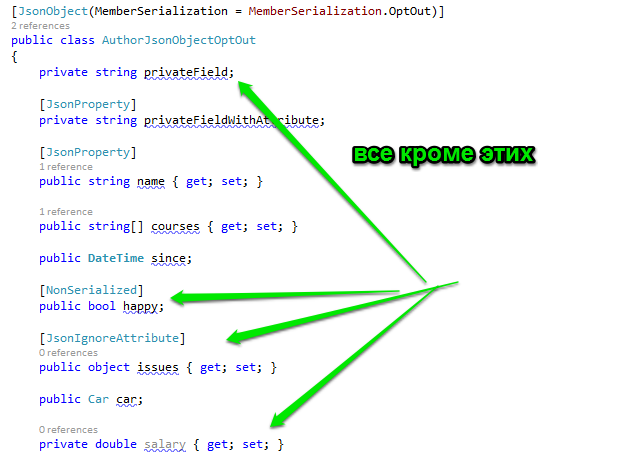 [JsonObject(MemberSerialization = MemberSerialization.OptOut)]
2 references
public class AuthorJsonObjectOptOut
{
private string privateField;
[JsonProperty]
private string privateFieldWithAttribute;
[JsonProperty]
1 reference
public string name { get; set; }
все кроме этих
1 reference
public string[] courses { get; set; }
public DateTime since;
[NonSerialized]
public bool happy;
[JsonIgnoreAttribute]
0 references
public object issues { get; set; }
public Car car;
0 references
private double salary { get; set; }